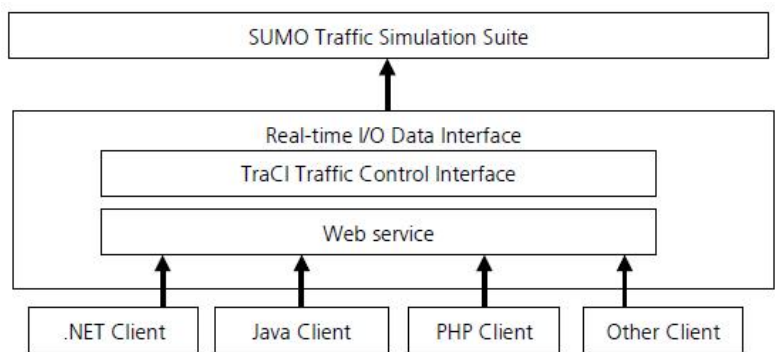 SUMO Traffic Simulation Suite
Real-time I/O Data Interface
TraCI Traffic Control Interface
Web service
.NET Client
Java Client
PHP Client
Other Client